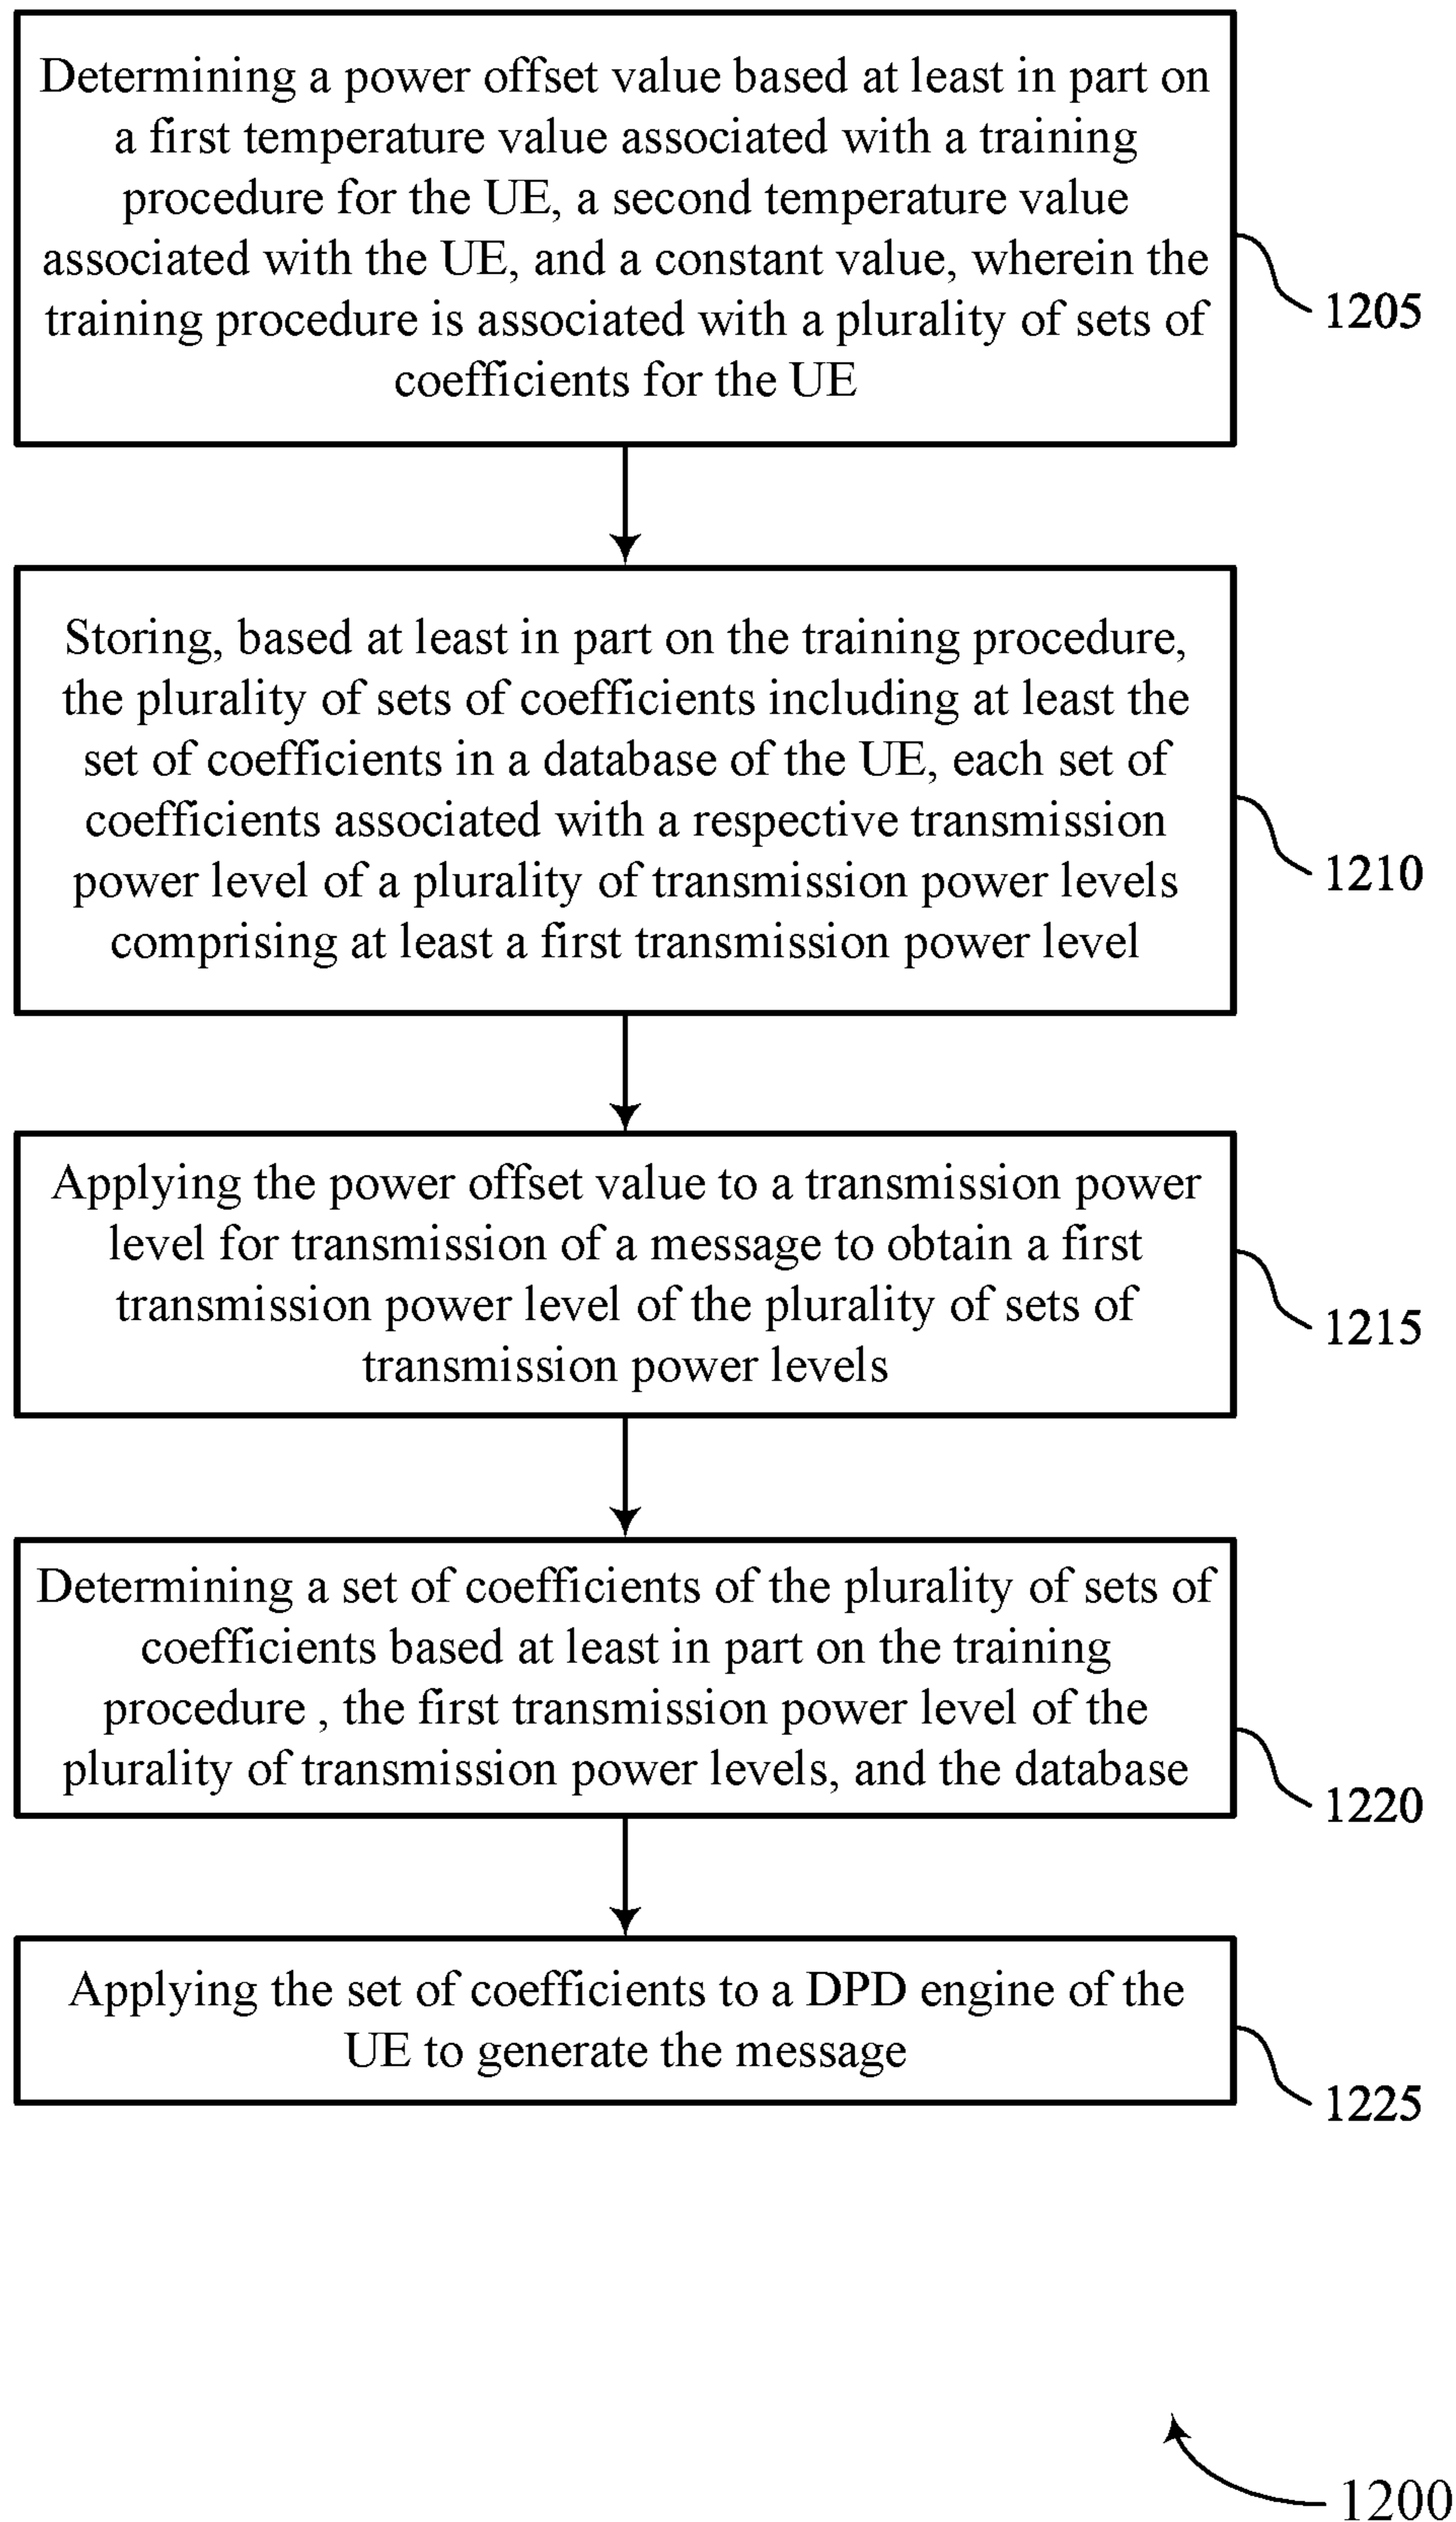 Determining a power offset value based at least in part on
a first temperature value associated with a training
procedure for the UE, a second temperature value
associated with the UE, and a constant value, wherein the
training procedure is associated with a plurality of sets of
coefficients for the UE
1205
Storing, based at least in part on the training procedure,
the plurality of sets of coefficients including at least the
set of coefficients in a database of the UE, each set of
coefficients associated with a respective transmission
power level of a plurality of transmission power levels
comprising at least a first transmission power level
1210
Applying the power offset value to a transmission power
level for transmission of a message to obtain a first
transmission power level of the plurality of sets of
transmission power levels
1215
Determining a set of coefficients of the plurality of sets of
coefficients based at least in part on the training
procedure , the first transmission power level of the
plurality of transmission power levels, and the database
1220
Applying the set of coefficients to a DPD engine of the
UE to generate the message
1225
1200